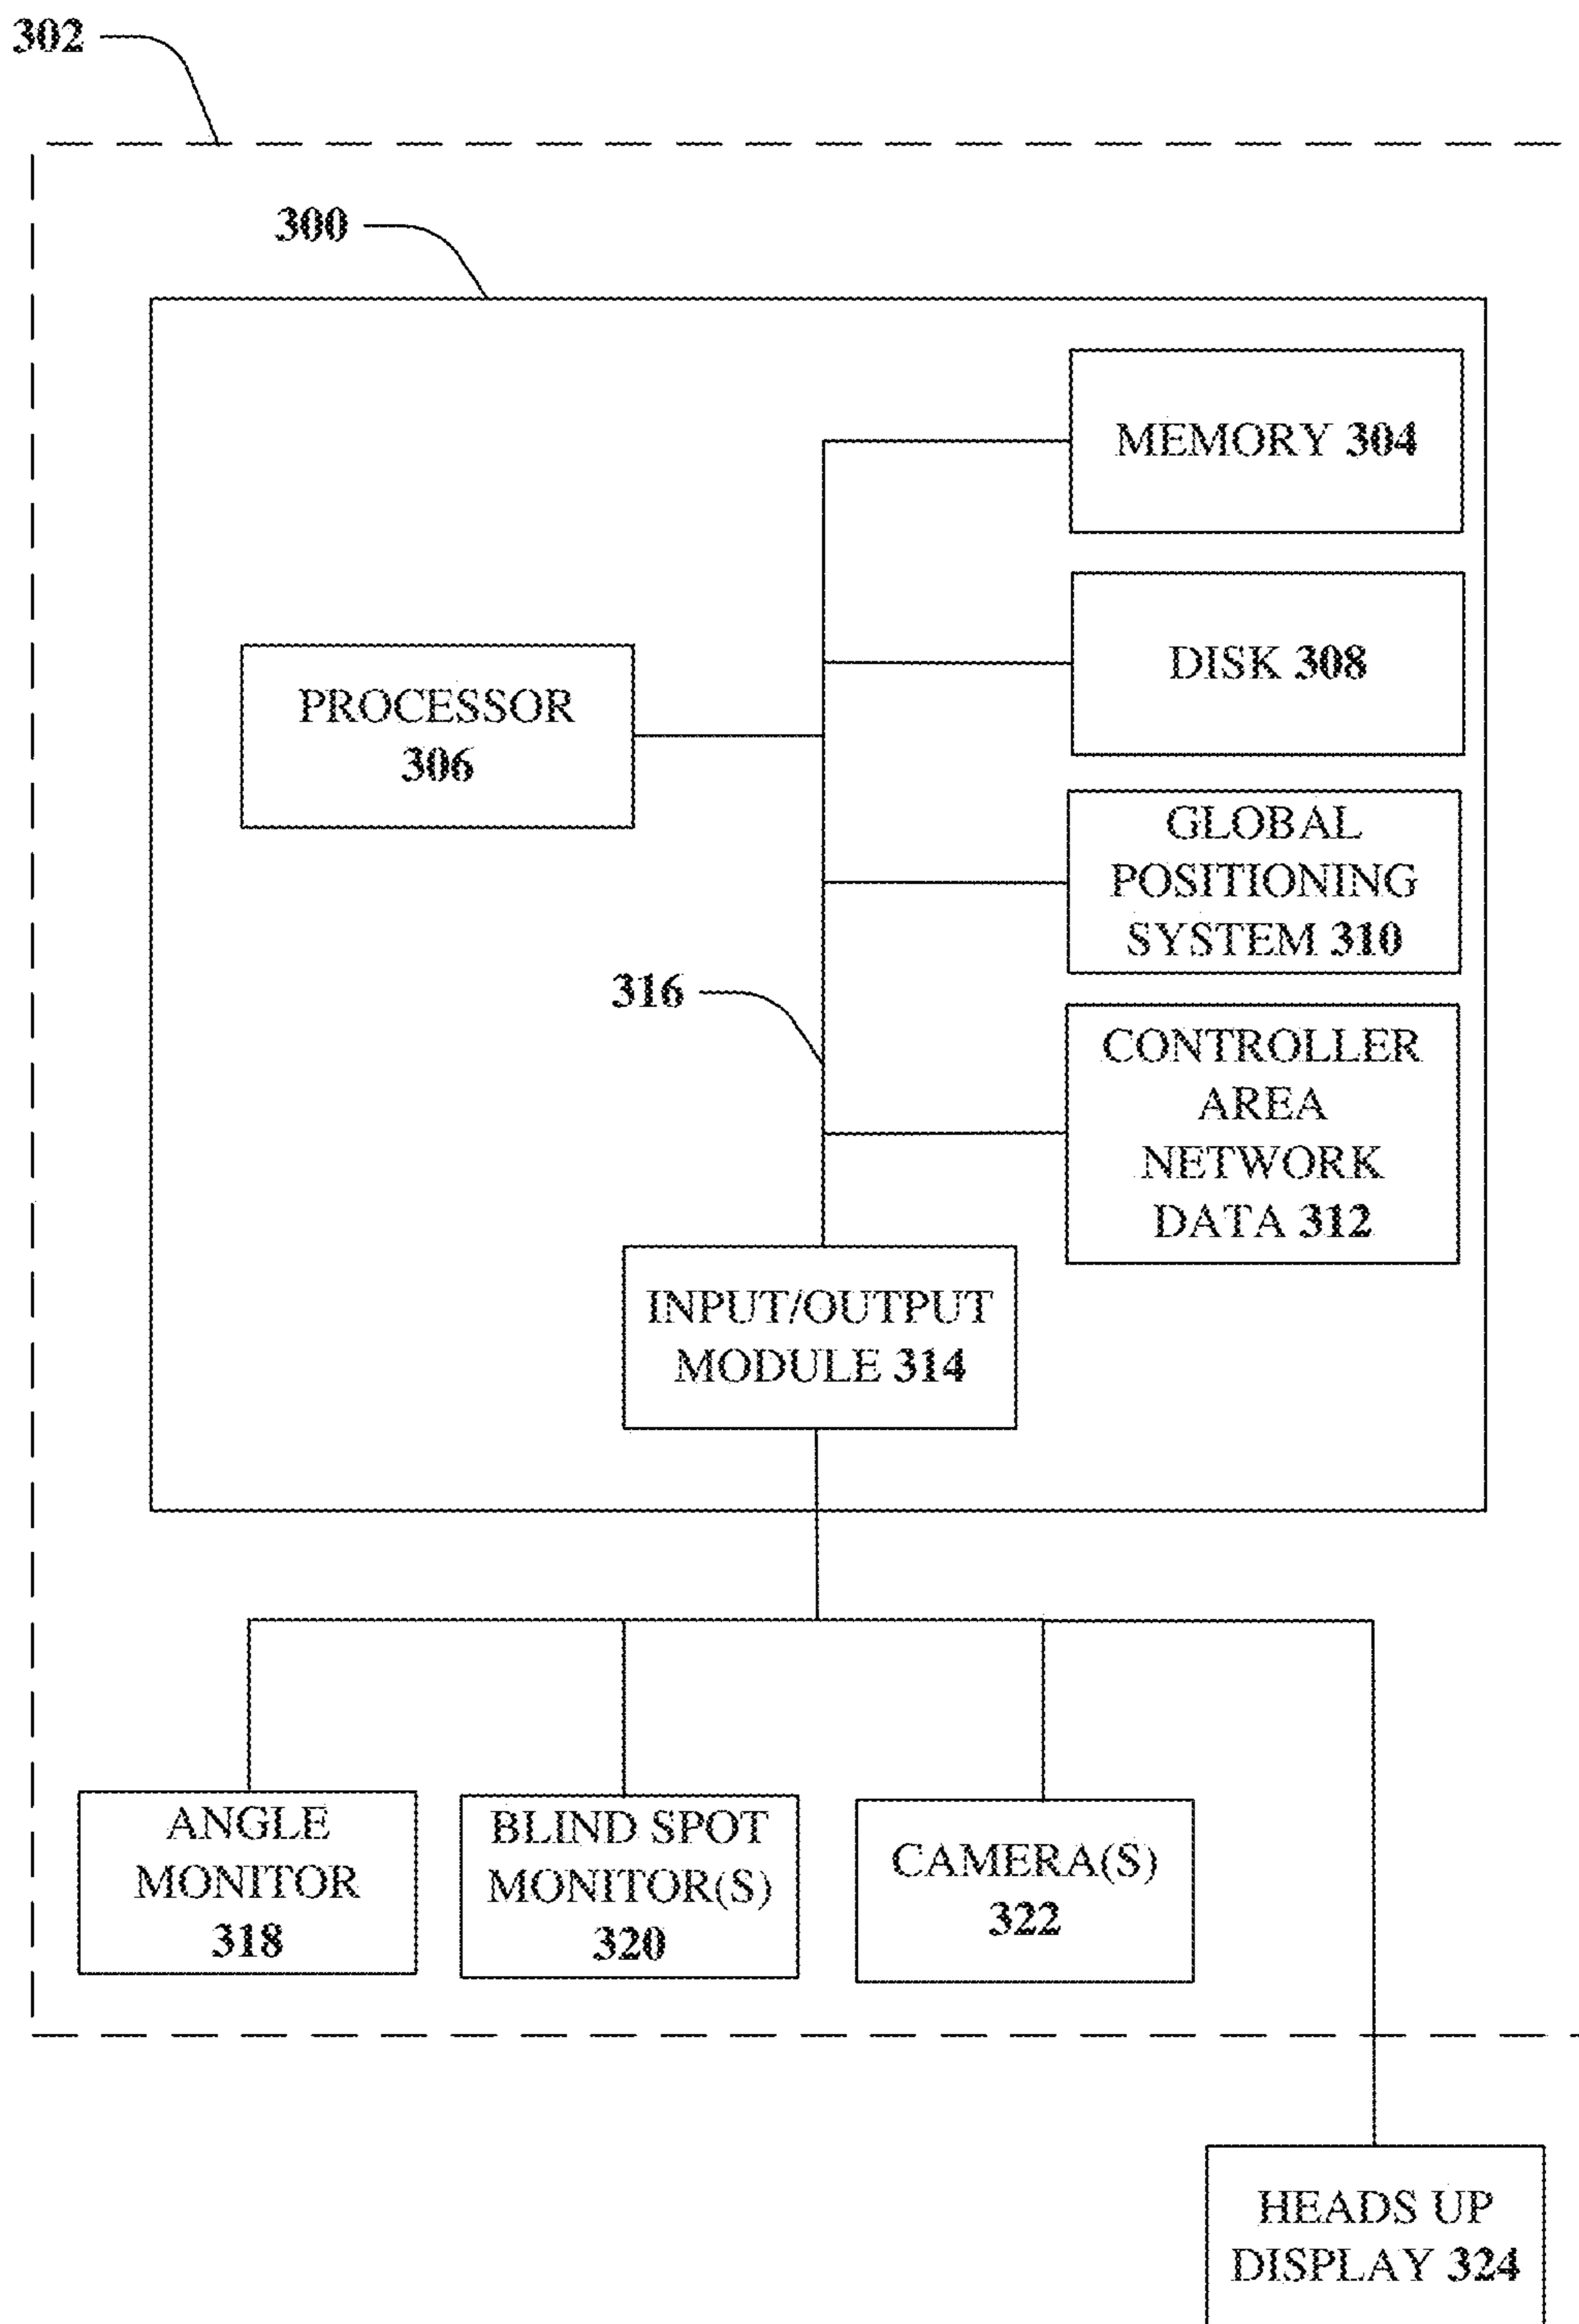 302
300
MEMORY 304
DISK 308
PROCESSOR
306
GLOBAL
POSITIONING
SYSTEM 310
316
CONTROLLER
AREA
NETWORK
DATA 312
INPUT/OUTPUT
MODULE 314
ANGLE
MONITOR
318
BLIND SPOT
MONITOR(S)
320
CAMERA(S)
322
HEADS UP
DISPLAY 324